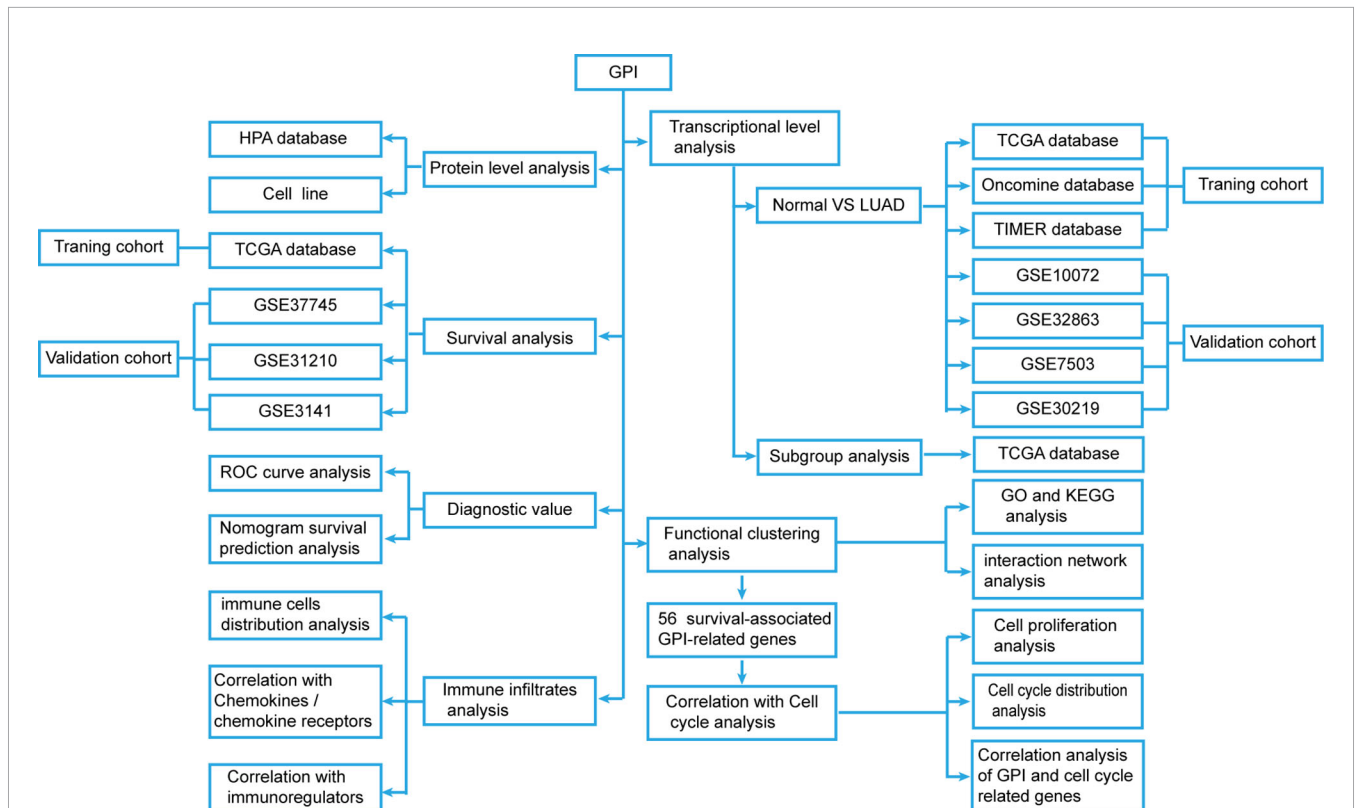 GPI
Transcriptional level
analysis
HPA database
Protein level analysis
Cell line
TCGA database
Oncomine database
TIMER database
Traning cohort
Normal VS LUAD
Traning cohort
TCGA database
GSE37745
GSE31210
GSE3141
Validation cohort
Survival analysis
GSE10072
GSE32863
GSE7503
GSE30219
Validation cohort
Subgroup analysis
TCGA database
ROC curve analysis
Nomogram survival
prediction analysis
Diagnostic value
Functional clustering
analysis
GO and KEGG
analysis
interaction network
analysis
56 survival-associated
GPI-related genes
immune cells
distribution analysis
Correlation with
Chemokines /
chemokine receptors
Correlation with
immunoregulators
Immune infiltrates
analysis
Correlation with Cell
cycle analysis
Cell proliferation
analysis
Cell cycle distribution
analysis
Correlation analysis
of GPI and cell cycle
related genes